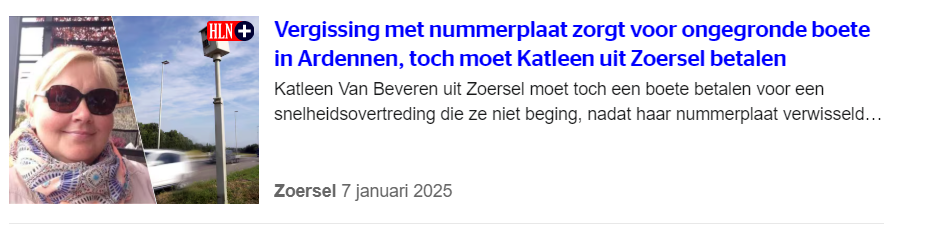 HLN +
Vergissing met nummerplaat zorgt voor ongegronde boete
in Ardennen, toch moet Katleen uit Zoersel betalen
Katleen Van Beveren uit Zoersel moet toch een boete betalen voor een
snelheidsovertreding die ze niet beging, nadat haar nummerplaat verwisseld…
Zoersel 7 januari 2025